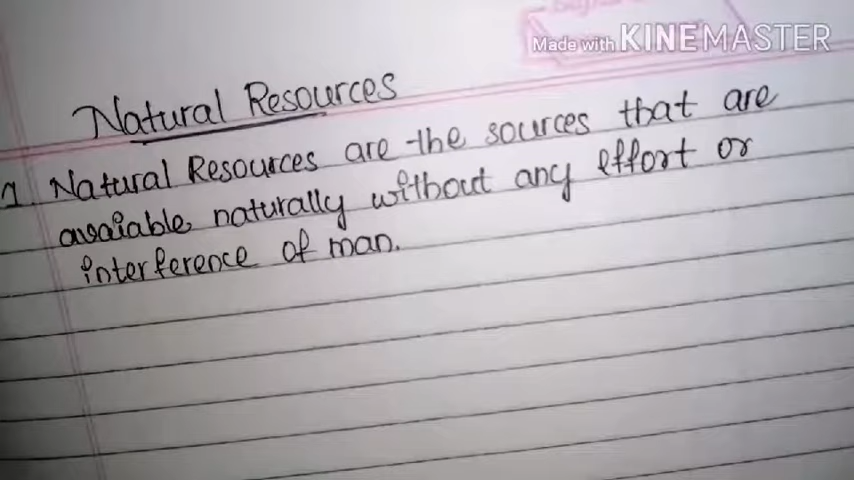 Made with KINEMASTER
Natural Resources
1 Natural Resources are the sources that are
avaiable naturally without any effort or
interference of man.